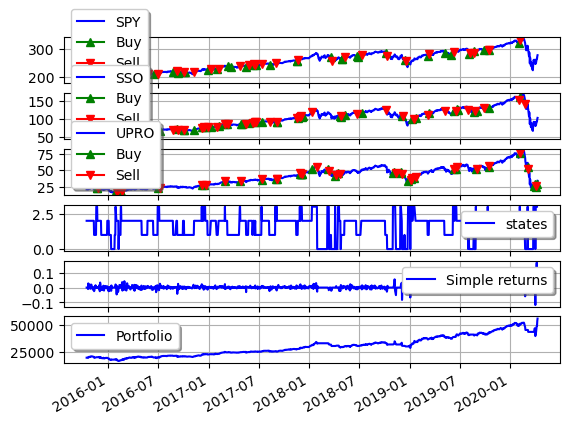 SPY
Buy
Sell
300
200
SSO
Buy
Sell
150
100
50
UPRO
Buy
Sell
75
50
25
states
2.5
0.0
Simple returns
0.1
0.0
−0.1
Portfolio
50000
25000
2016-01 2016-07 2017-01 2017-07 2018-01 2018-07 2019-01 2019-07 2020-01